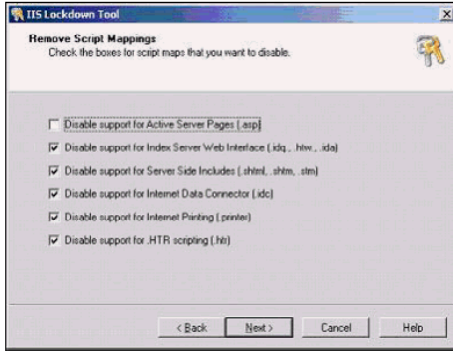 IIS Lockdown Tool
Remove Script Mappings
Check the boxes for script maps that you want to disable.
Disable support for Active Server Pages (.asp)
Disable support for Index Server Web Interface (.idq, .htw, .ida)
Disable support for Server Side Includes (.shtml, .shtm, .stm)
Disable support for Internet Data Connector (.idc)
Disable support for Internet Printing (.printer)
Disable support for .HTR scripting (.htr)
< Back Next > Cancel Help